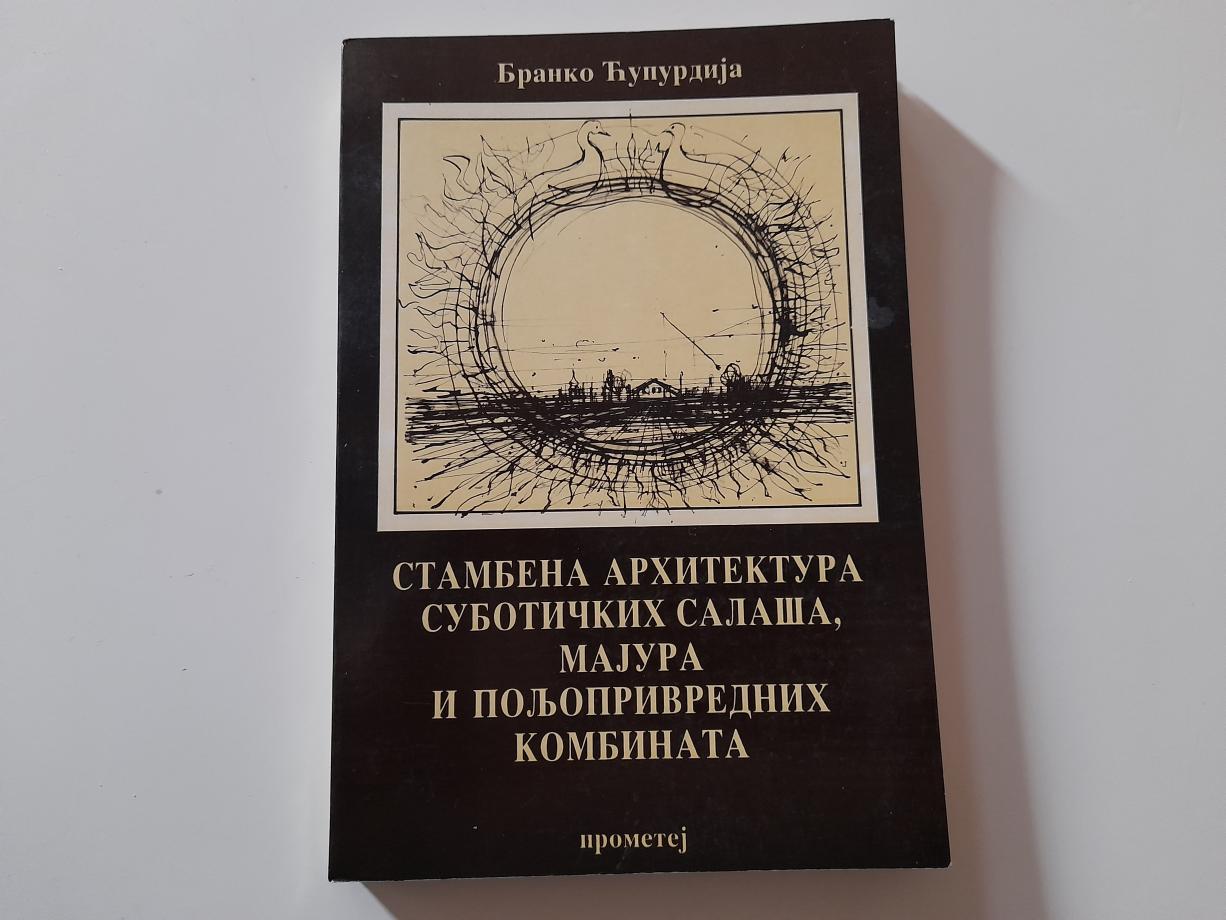 Бранко Ћупурдија
СТАМБЕНА АРХИТЕКТУРА
СУБОТИЧКИХ САЛАША,
МАЈУРА
И ПОЉОПРИВРЕДНИХ
КОМБИНАТА
прометеј